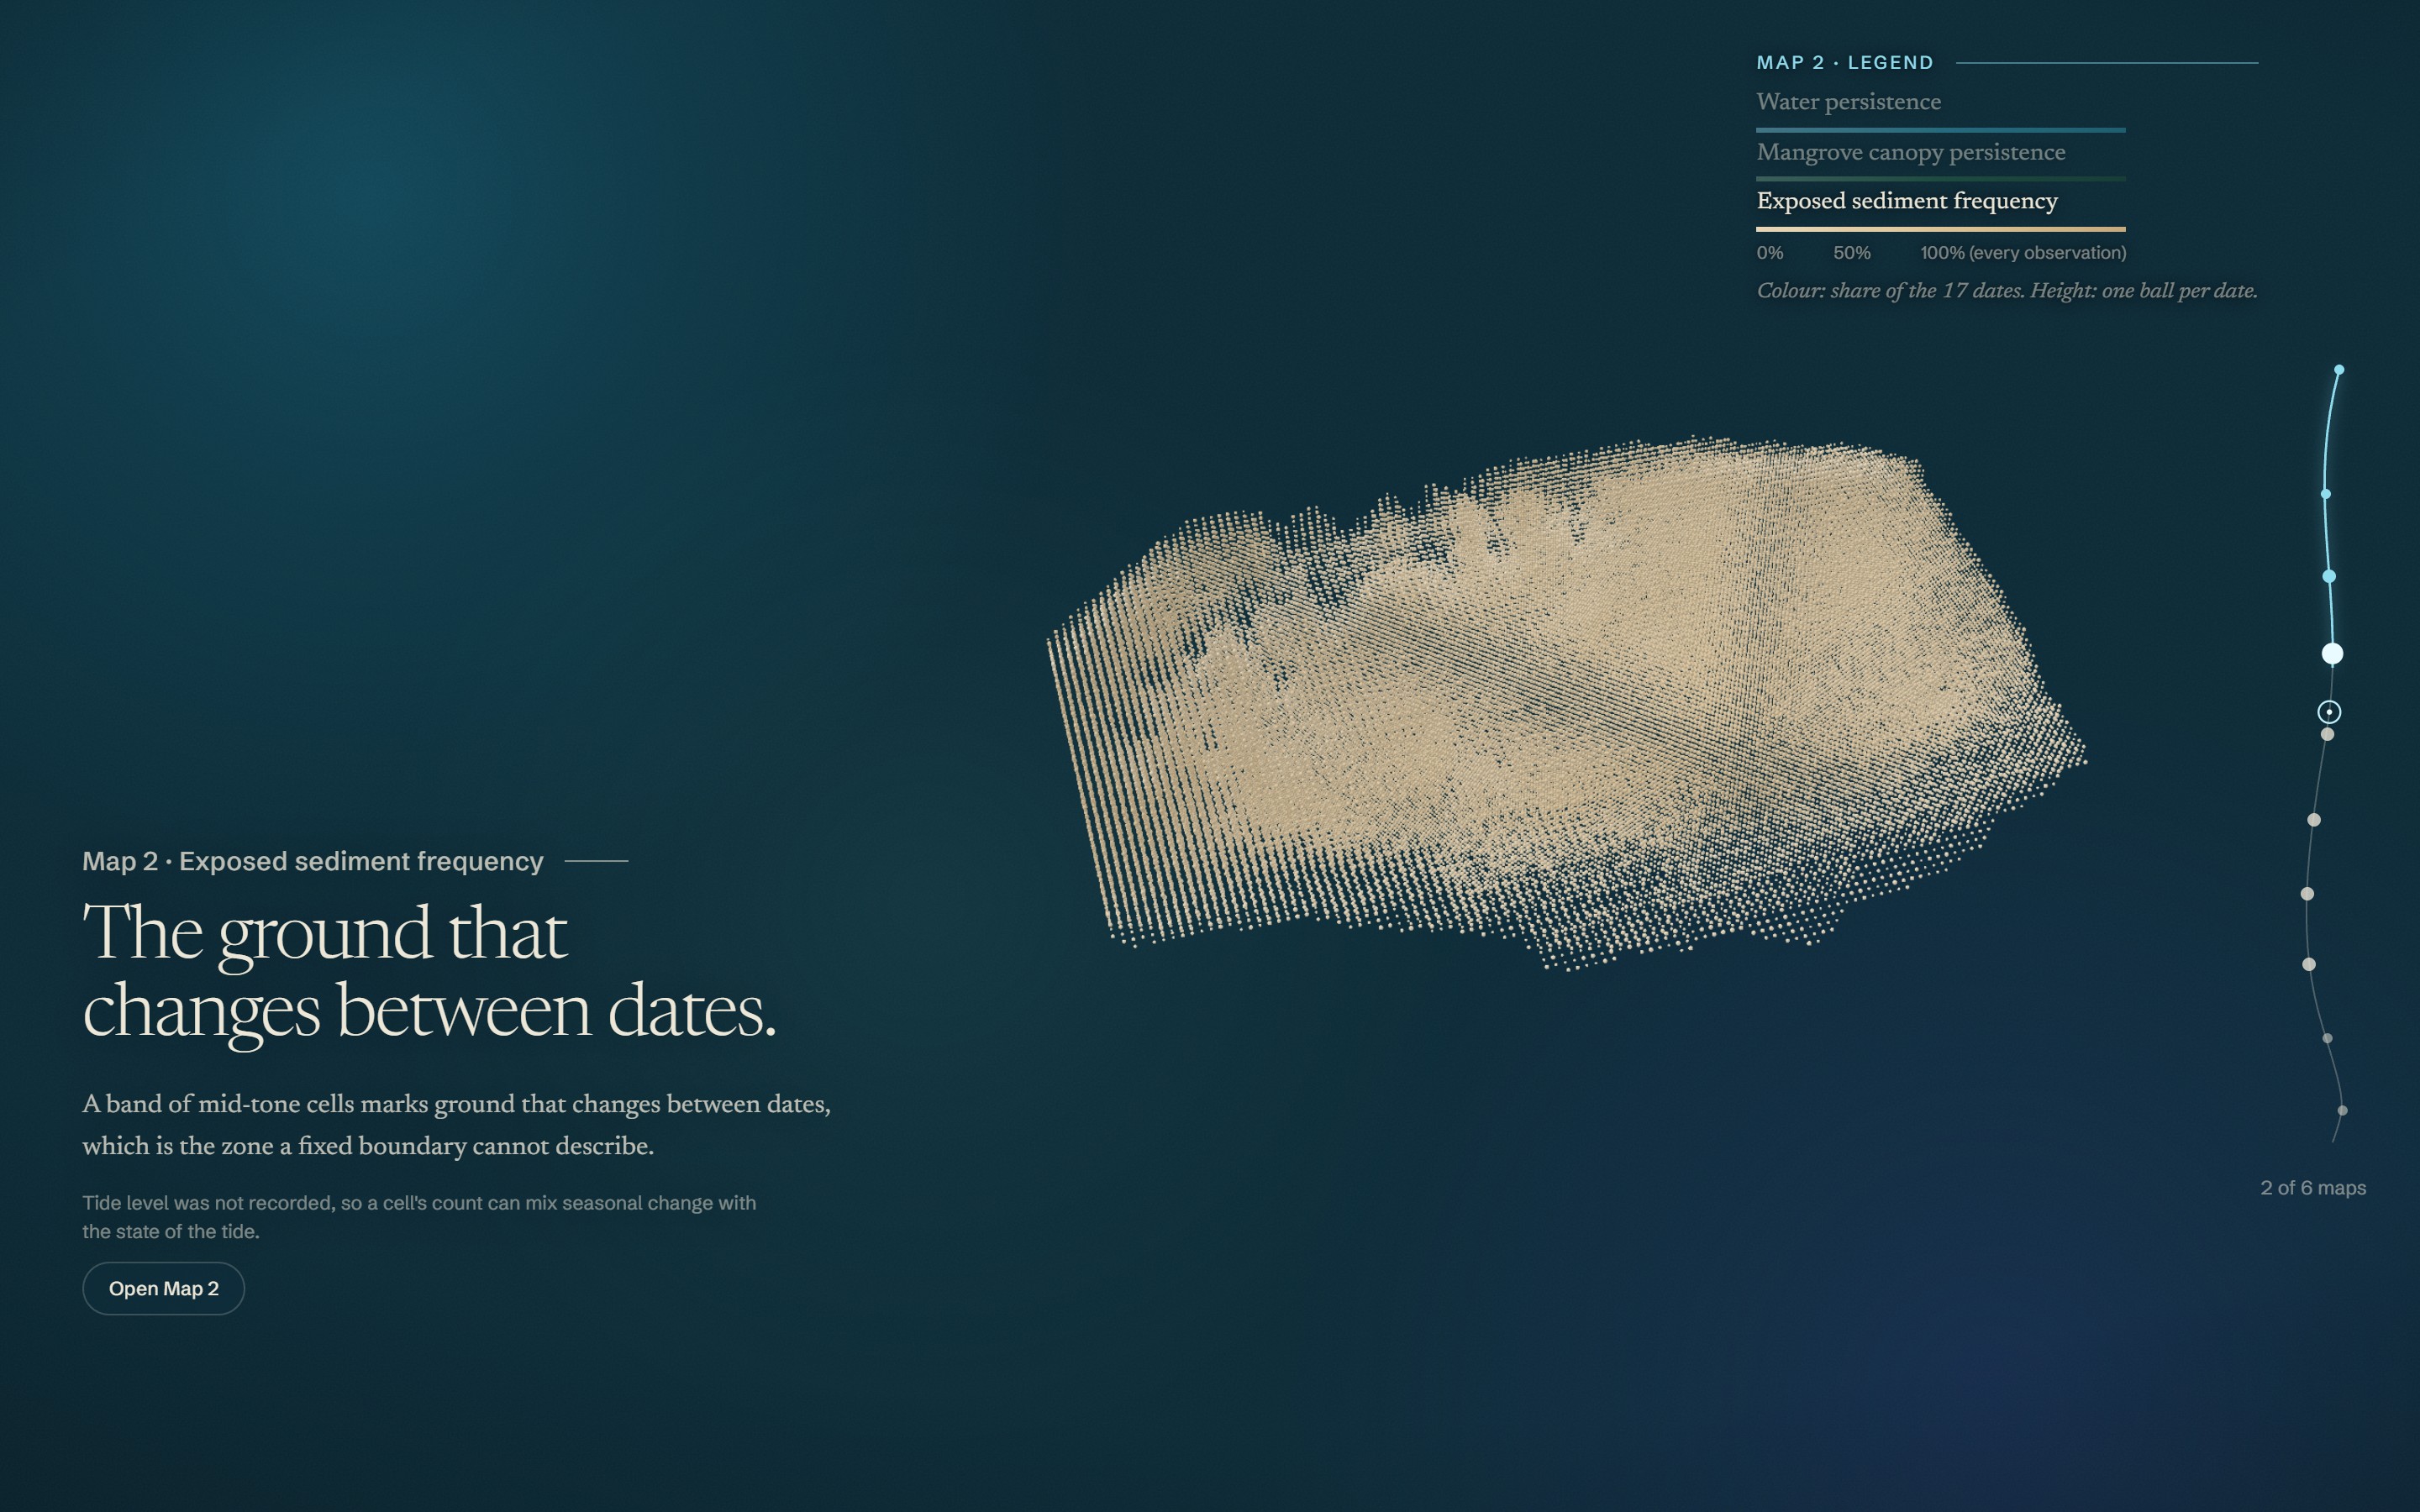 MAP 2 · LEGEND
Water persistence
Mangrove canopy persistence
Exposed sediment frequency
0% 50% 100% (every observation)
Colour: share of the 17 dates. Height: one ball per date.
Map 2 · Exposed sediment frequency
The ground that
changes between dates.
A band of mid-tone cells marks ground that changes between dates,
which is the zone a fixed boundary cannot describe.
Tide level was not recorded, so a cell's count can mix seasonal change with
the state of the tide.
Open Map 2
2 of 6 maps